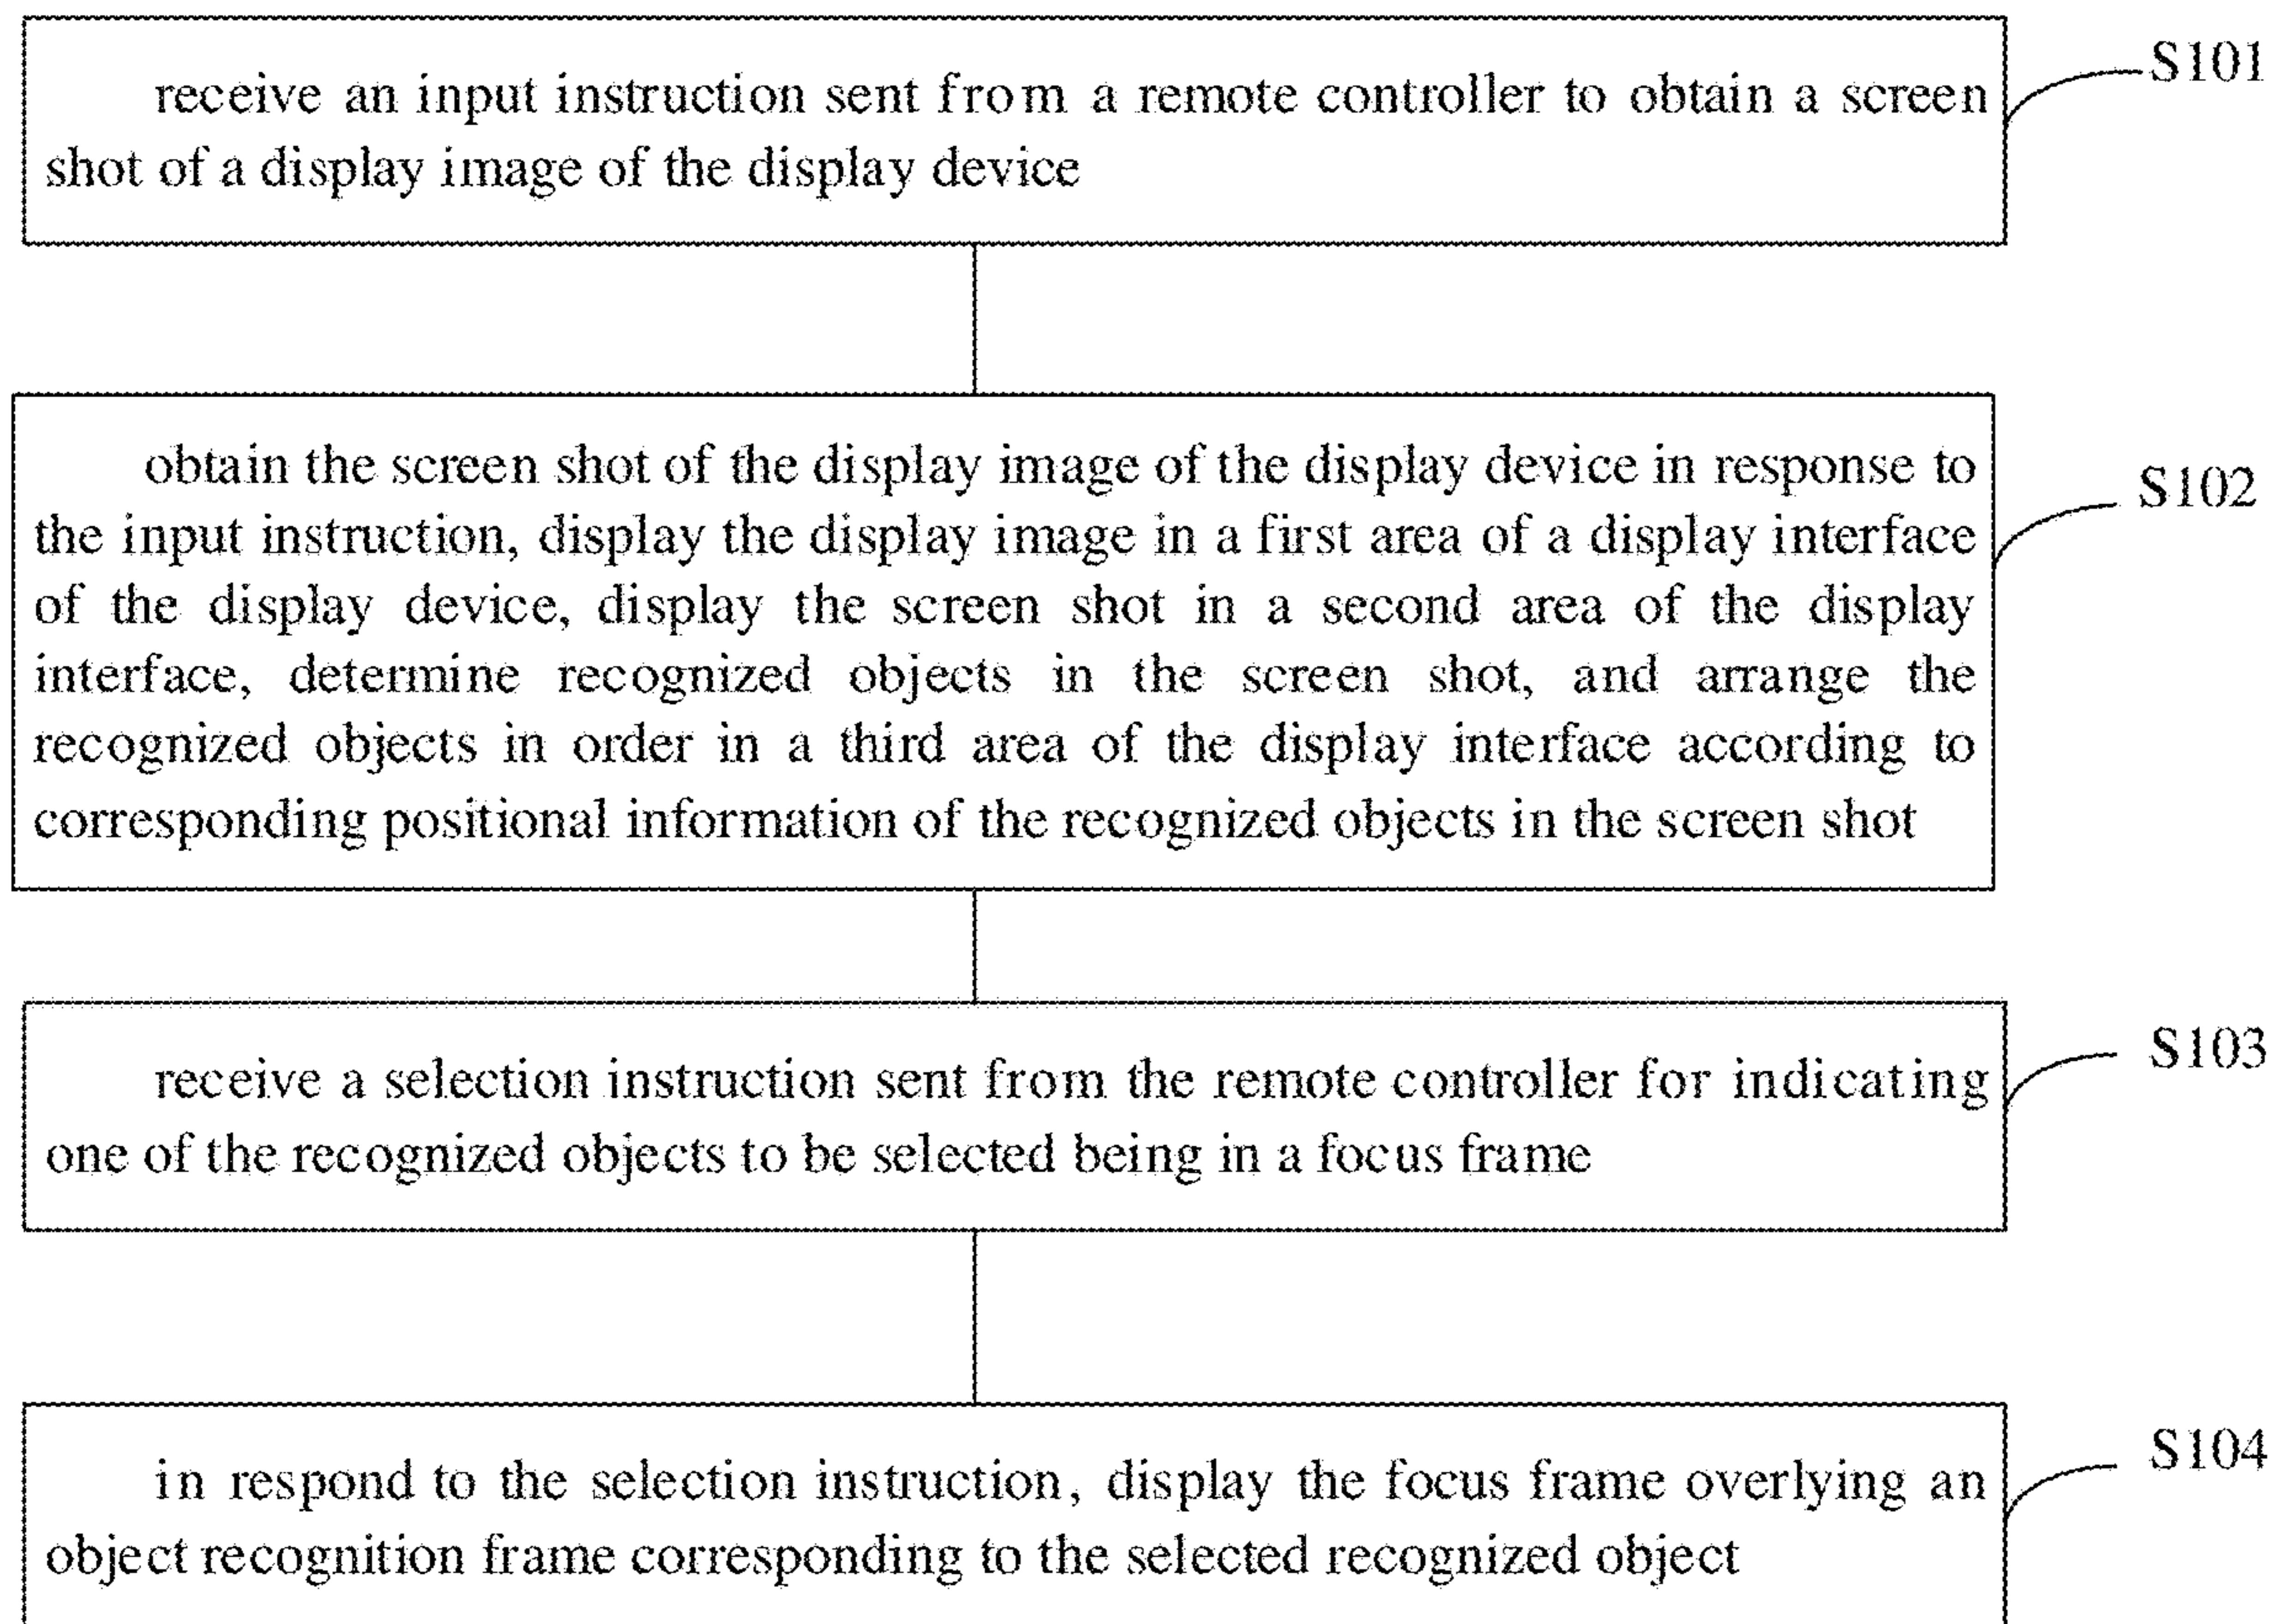 receive an input instruction sent from a remote controller to obtain a screen
shot of a display image of the display device
S101
obtain the screen shot of the display image of the display device in response to
the input instruction, display the display image in a first area of a display interface
of the display device, display the screen shot in a second area of the display
interface, determine recognized objects in the screen shot, and arrange the
recognized objects in order in a third area of the display interface according to
corresponding positional information of the recognized objects in the screen shot
S102
receive a selection instruction sent from the remote controller for indicating
one of the recognized objects to be selected being in a focus frame
S103
in respond to the selection instruction, display the focus frame overlying an
object recognition frame corresponding to the selected recognized object
S104